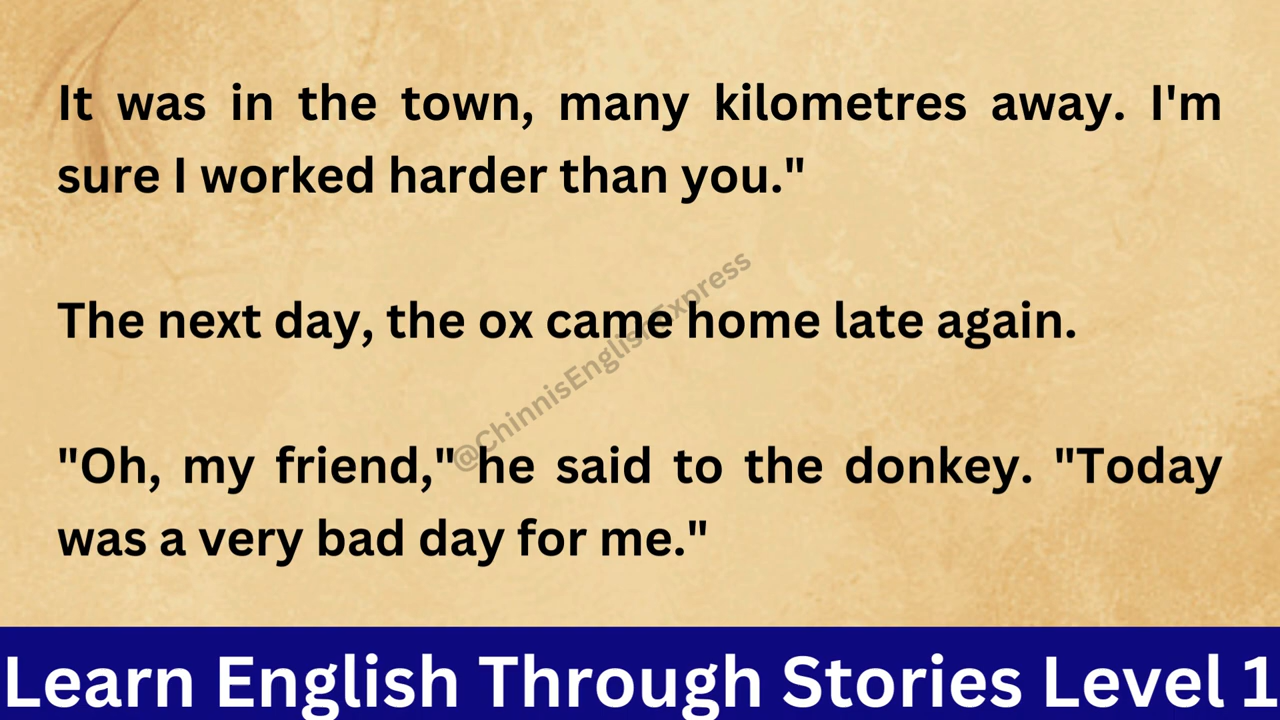 It was in the town, many kilometres away. I'm
sure I worked harder than you."
The next day, the ox came home late again.
@ChinnisEnglishExpress
"Oh, my friend," he said to the donkey. "Today
was a very bad day for me."
Learn English Through Stories Level 1